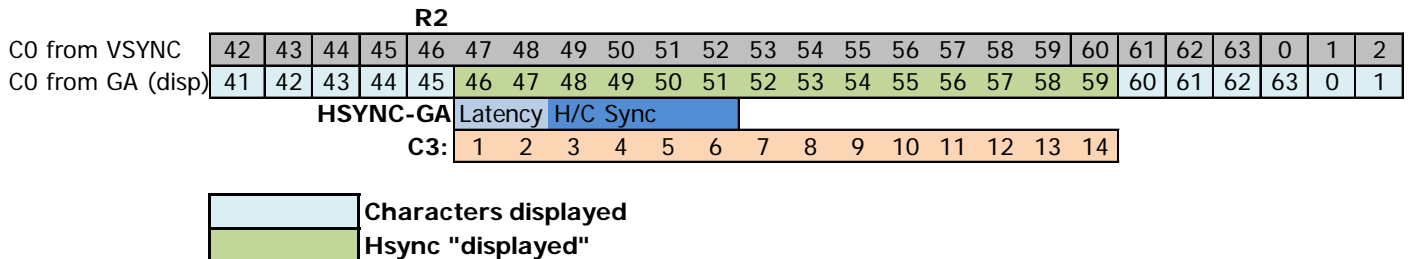 R2
C0 from VSYNC 42 43 44 45 46 47 48 49 50 51 52 53 54 55 56 57 58 59 60 61 62 63 0 1 2
C0 from GA (disp) 41 42 43 44 45 46 47 48 49 50 51 52 53 54 55 56 57 58 59 60 61 62 63 0 1
HSYNC-GA Latency H/C Sync
C3: 1 2 3 4 5 6 7 8 9 10 11 12 13 14
Characters displayed
Hsync "displayed"